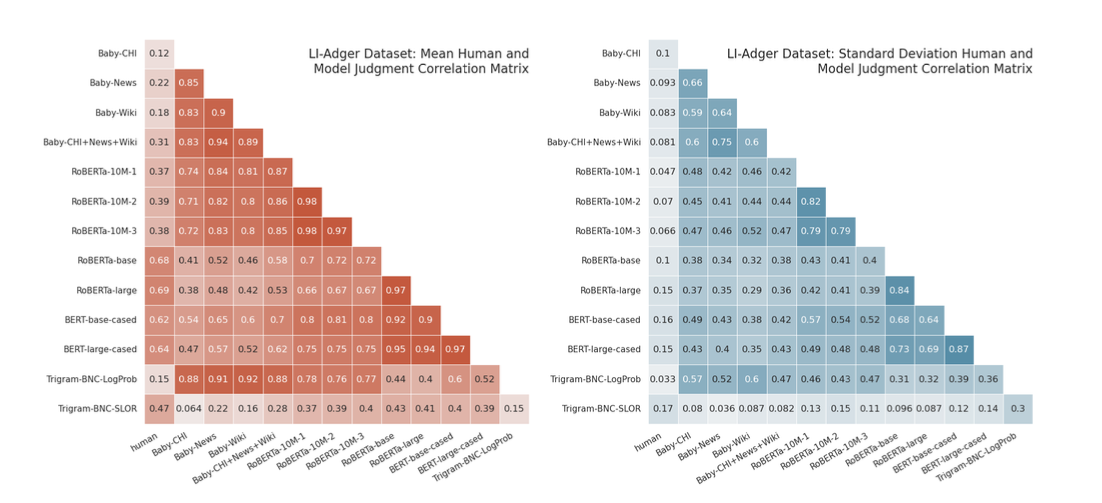 LI-Adger Dataset: Mean Human and
Model Judgment Correlation Matrix
Baby-CHI 0.12
Baby-News 0.22 0.85
Baby-Wiki 0.18 0.83 0.9
Baby-CHI+News+Wiki 0.31 0.83 0.94 0.89
RoBERTa-10M-1 0.37 0.74 0.84 0.81 0.87
RoBERTa-10M-2 0.39 0.71 0.82 0.8 0.86 0.98
RoBERTa-10M-3 0.38 0.72 0.83 0.8 0.85 0.98 0.97
RoBERTa-base 0.68 0.41 0.52 0.46 0.58 0.7 0.72 0.72
RoBERTa-large 0.69 0.38 0.48 0.42 0.53 0.66 0.67 0.67 0.97
BERT-base-cased 0.62 0.54 0.65 0.6 0.7 0.8 0.81 0.8 0.92 0.9
BERT-large-cased 0.64 0.47 0.57 0.52 0.62 0.75 0.75 0.75 0.95 0.94 0.97
Trigram-BNC-LogProb 0.15 0.88 0.91 0.92 0.88 0.78 0.76 0.77 0.44 0.4 0.6 0.52
Trigram-BNC-SLOR 0.47 0.064 0.22 0.16 0.28 0.37 0.39 0.4 0.43 0.41 0.4 0.39 0.15
human Baby-CHI Baby-News Baby-Wiki Baby-CHI+News+Wiki RoBERTa-10M-1 RoBERTa-10M-2 RoBERTa-10M-3 RoBERTa-base RoBERTa-large BERT-base-cased BERT-large-cased Trigram-BNC-LogProb
LI-Adger Dataset: Standard Deviation Human and
Model Judgment Correlation Matrix
Baby-CHI 0.1
Baby-News 0.093 0.66
Baby-Wiki 0.083 0.59 0.64
Baby-CHI+News+Wiki 0.081 0.6 0.75 0.6
RoBERTa-10M-1 0.047 0.48 0.42 0.46 0.42
RoBERTa-10M-2 0.07 0.45 0.41 0.44 0.44 0.82
RoBERTa-10M-3 0.066 0.47 0.46 0.52 0.47 0.79 0.79
RoBERTa-base 0.1 0.38 0.34 0.32 0.38 0.43 0.41 0.4
RoBERTa-large 0.15 0.37 0.35 0.29 0.36 0.42 0.41 0.39 0.84
BERT-base-cased 0.16 0.49 0.43 0.38 0.42 0.57 0.54 0.52 0.68 0.64
BERT-large-cased 0.15 0.43 0.4 0.35 0.43 0.49 0.48 0.48 0.73 0.69 0.87
Trigram-BNC-LogProb 0.033 0.57 0.52 0.6 0.47 0.46 0.43 0.47 0.31 0.32 0.39 0.36
Trigram-BNC-SLOR 0.17 0.08 0.036 0.087 0.082 0.13 0.15 0.11 0.096 0.087 0.12 0.14 0.3
human Baby-CHI Baby-News Baby-Wiki Baby-CHI+News+Wiki RoBERTa-10M-1 RoBERTa-10M-2 RoBERTa-10M-3 RoBERTa-base RoBERTa-large BERT-base-cased BERT-large-cased Trigram-BNC-LogProb